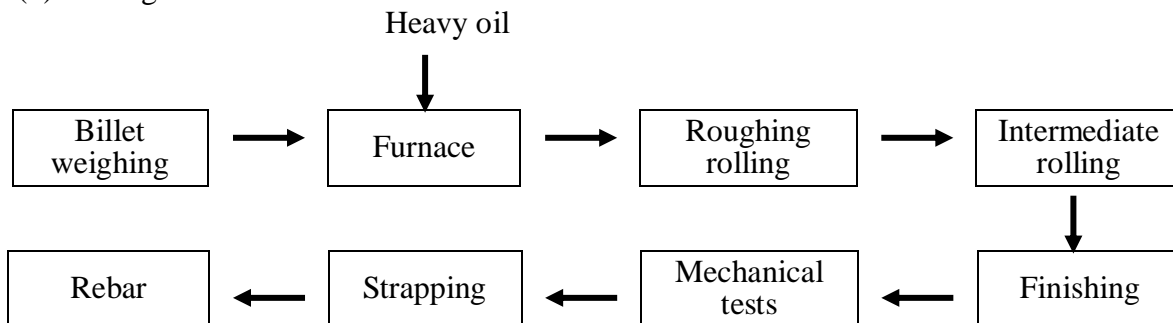 Heavy oil
Billet
weighing
Furnace
Roughing
rolling
Intermediate
rolling
Rebar
Strapping
Mechanical
tests
Finishing